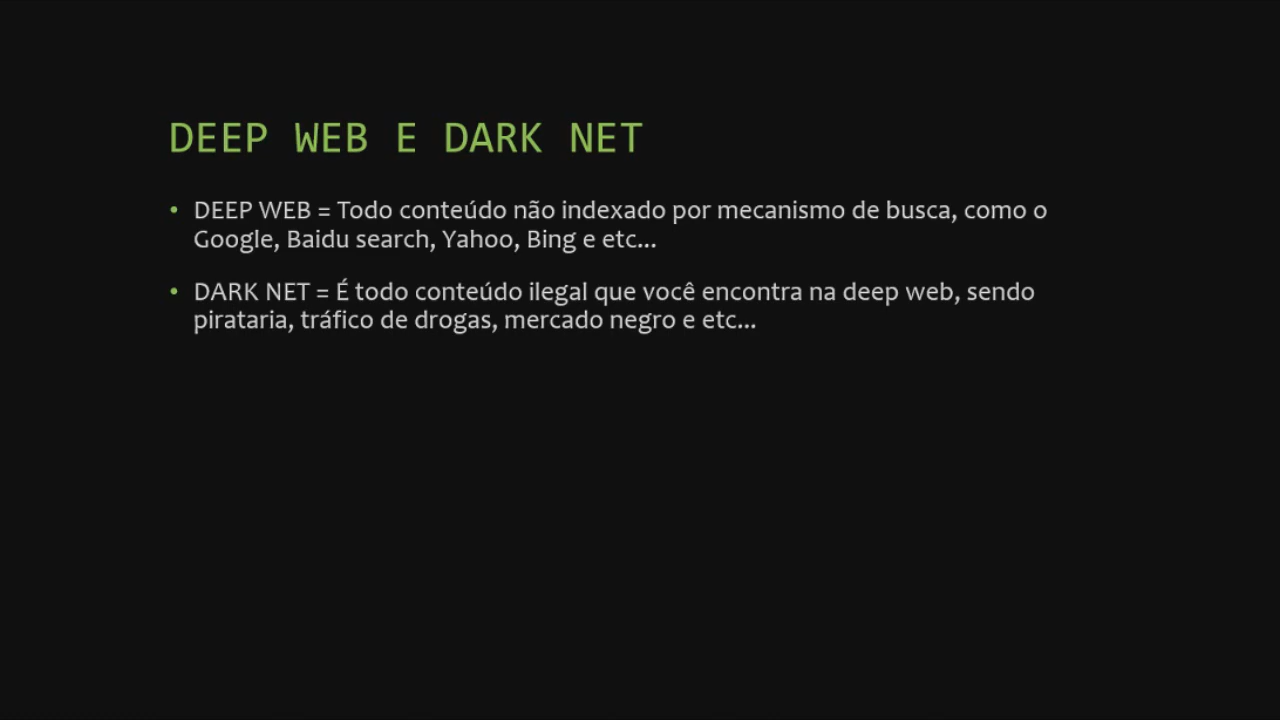 DEEP WEB E DARK NET
• DEEP WEB = Todo conteúdo não indexado por mecanismo de busca, como o
Google, Baidu search, Yahoo, Bing e etc...
• DARK NET = É todo conteúdo ilegal que você encontra na deep web, sendo
pirataria, tráfico de drogas, mercado negro e etc...